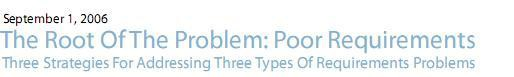 September 1, 2006
The Root Of The Problem: Poor Requirements
Three Strategies For Addressing Three Types Of Requirements Problems